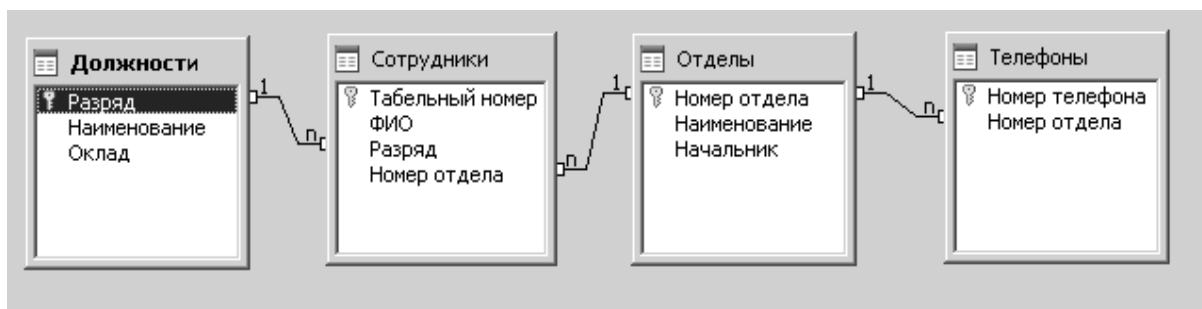 Должности
Разряд
Наименование
Оклад
1
n
Сотрудники
Табельный номер
ФИО
Разряд
Номер отдела
n
1
Отделы
Номер отдела
Наименование
Начальник
1
n
Телефоны
Номер телефона
Номер отдела